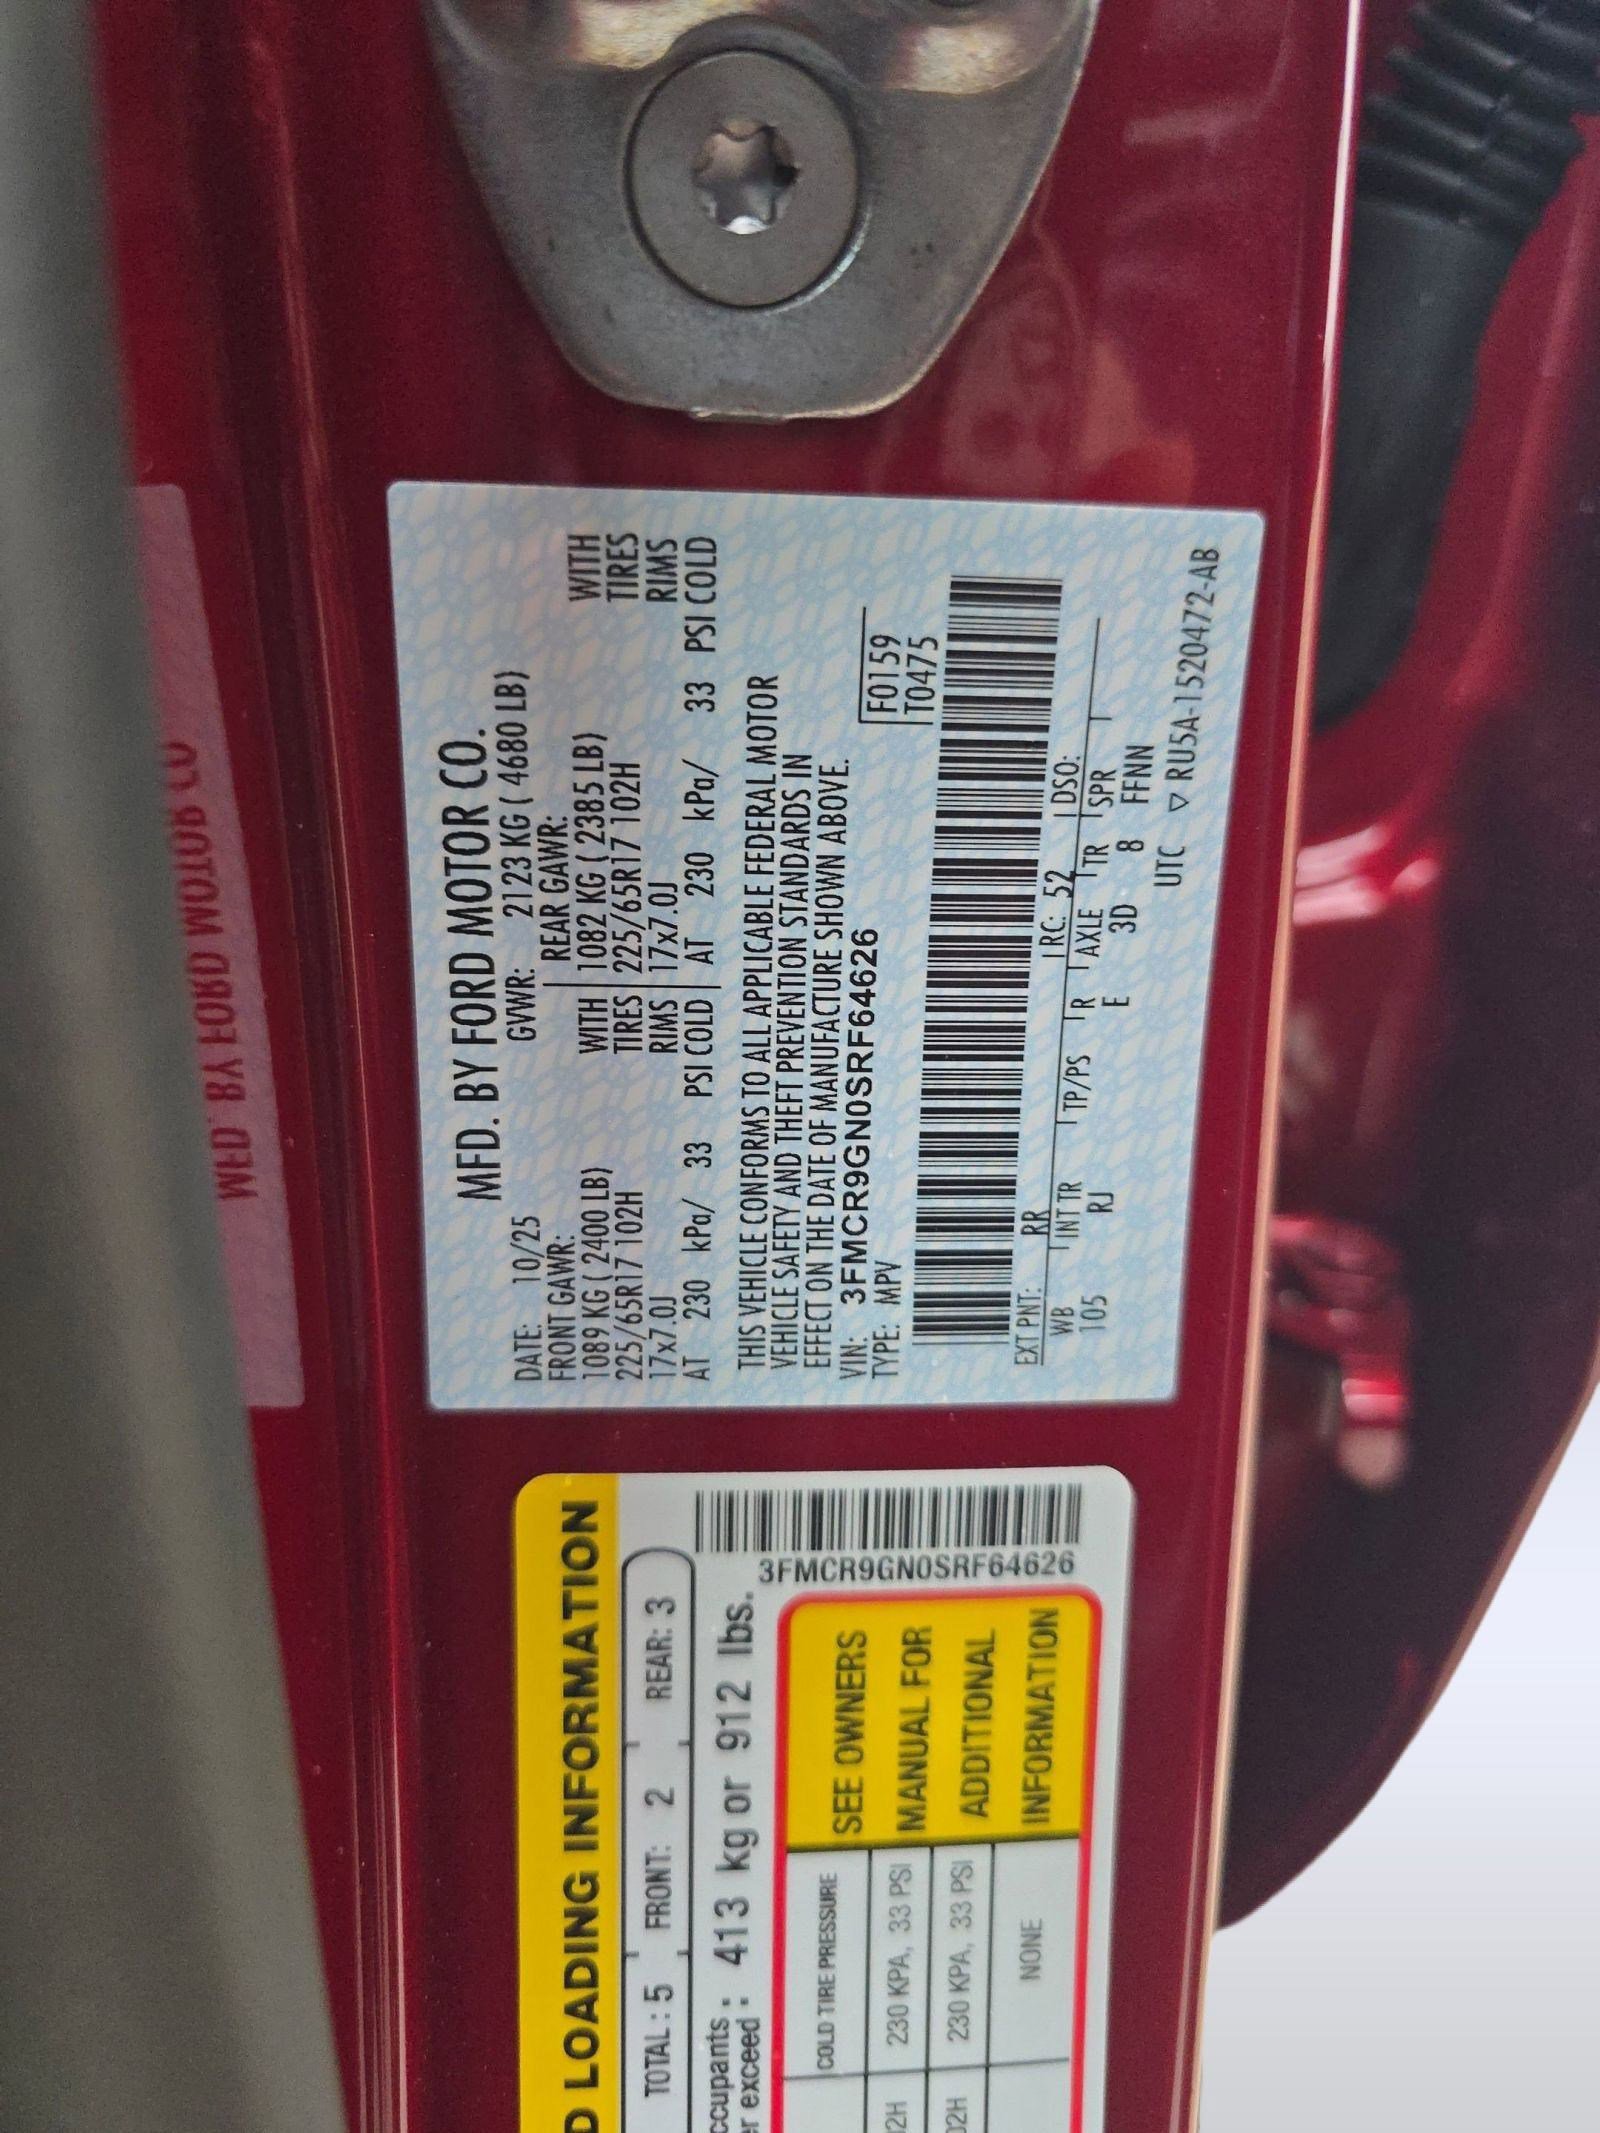 MFD. BY FORD MOTOR CO.
DATE: 10/25 GVWR: 2123 KG ( 4680 LB)
FRONT GAWR: REAR GAWR:
1089 KG ( 2400 LB) WITH 1082 KG ( 2385 LB) WITH
225/65R17 102H TIRES 225/65R17 102H TIRES
17x7.0J RIMS 17x7.0J RIMS
AT 230 kPa/ 33 PSI COLD AT 230 kPa/ 33 PSI COLD
THIS VEHICLE CONFORMS TO ALL APPLICABLE FEDERAL MOTOR
VEHICLE SAFETY AND THEFT PREVENTION STANDARDS IN
EFFECT ON THE DATE OF MANUFACTURE SHOWN ABOVE.
VIN: 3FMCR9GN0SRF64626 F0159
TYPE: MPV T0475
EXT PNT: RR RC: 52 DSO:
WB INT TR TP/PS R AXLE TR SPR
105 RJ E 3D 8 FFNN
UTC ▽ RU5A-1520472-AB
D LOADING INFORMATION
TOTAL: 5 FRONT: 2 REAR: 3
ccupants:
er exceed: 413 kg or 912 lbs.
3FMCR9GN0SRF64626
COLD TIRE PRESSURE
02H 230 KPA, 33 PSI
02H 230 KPA, 33 PSI
NONE
SEE OWNERS
MANUAL FOR
ADDITIONAL
INFORMATION